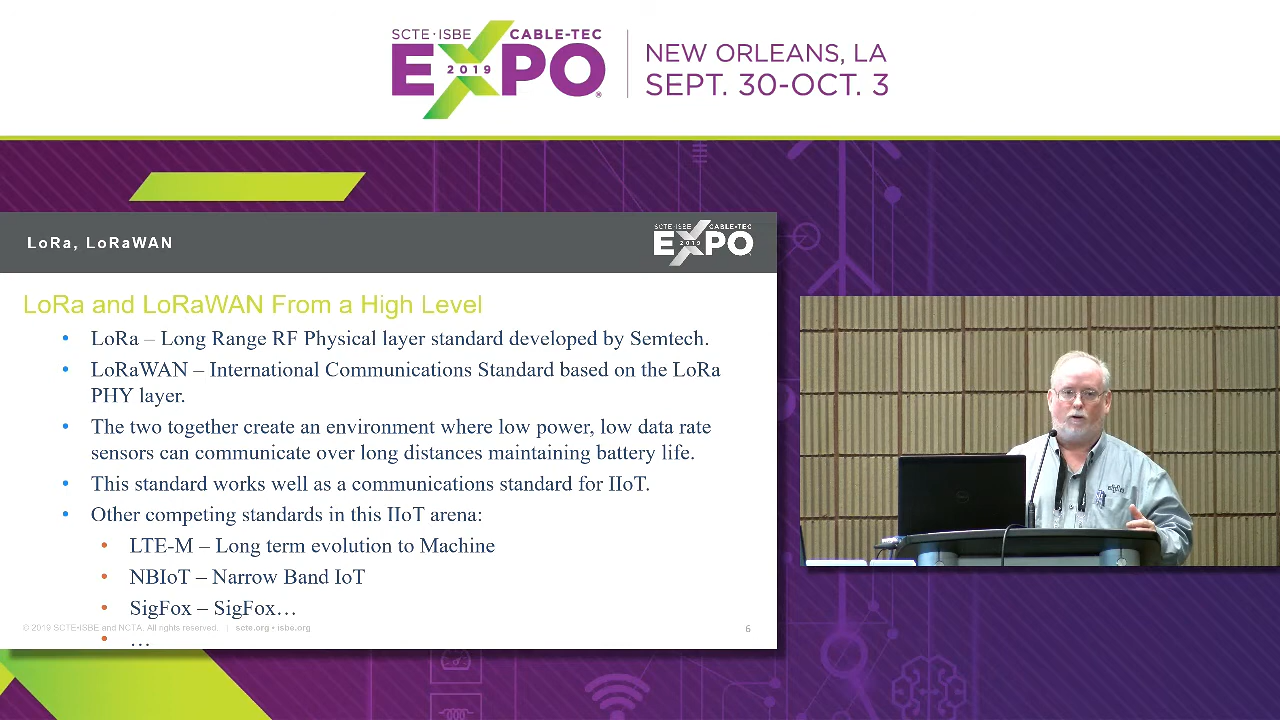 SCTE•ISBE CABLE-TEC
EXPO
2019
NEW ORLEANS, LA
SEPT. 30-OCT. 3
LoRa, LoRaWAN
SCTE•ISBE CABLE-TEC
EXPO
2019
LoRa and LoRaWAN From a High Level
• LoRa – Long Range RF Physical layer standard developed by Semtech.
• LoRaWAN – International Communications Standard based on the LoRa
PHY layer.
• The two together create an environment where low power, low data rate
sensors can communicate over long distances maintaining battery life.
• This standard works well as a communications standard for IIoT.
• Other competing standards in this IIoT arena:
• LTE-M – Long term evolution to Machine
• NBIoT – Narrow Band IoT
• SigFox – SigFox…
© 2019 SCTE•ISBE and NCTA. All rights reserved. | scte.org • isbe.org
6
• …